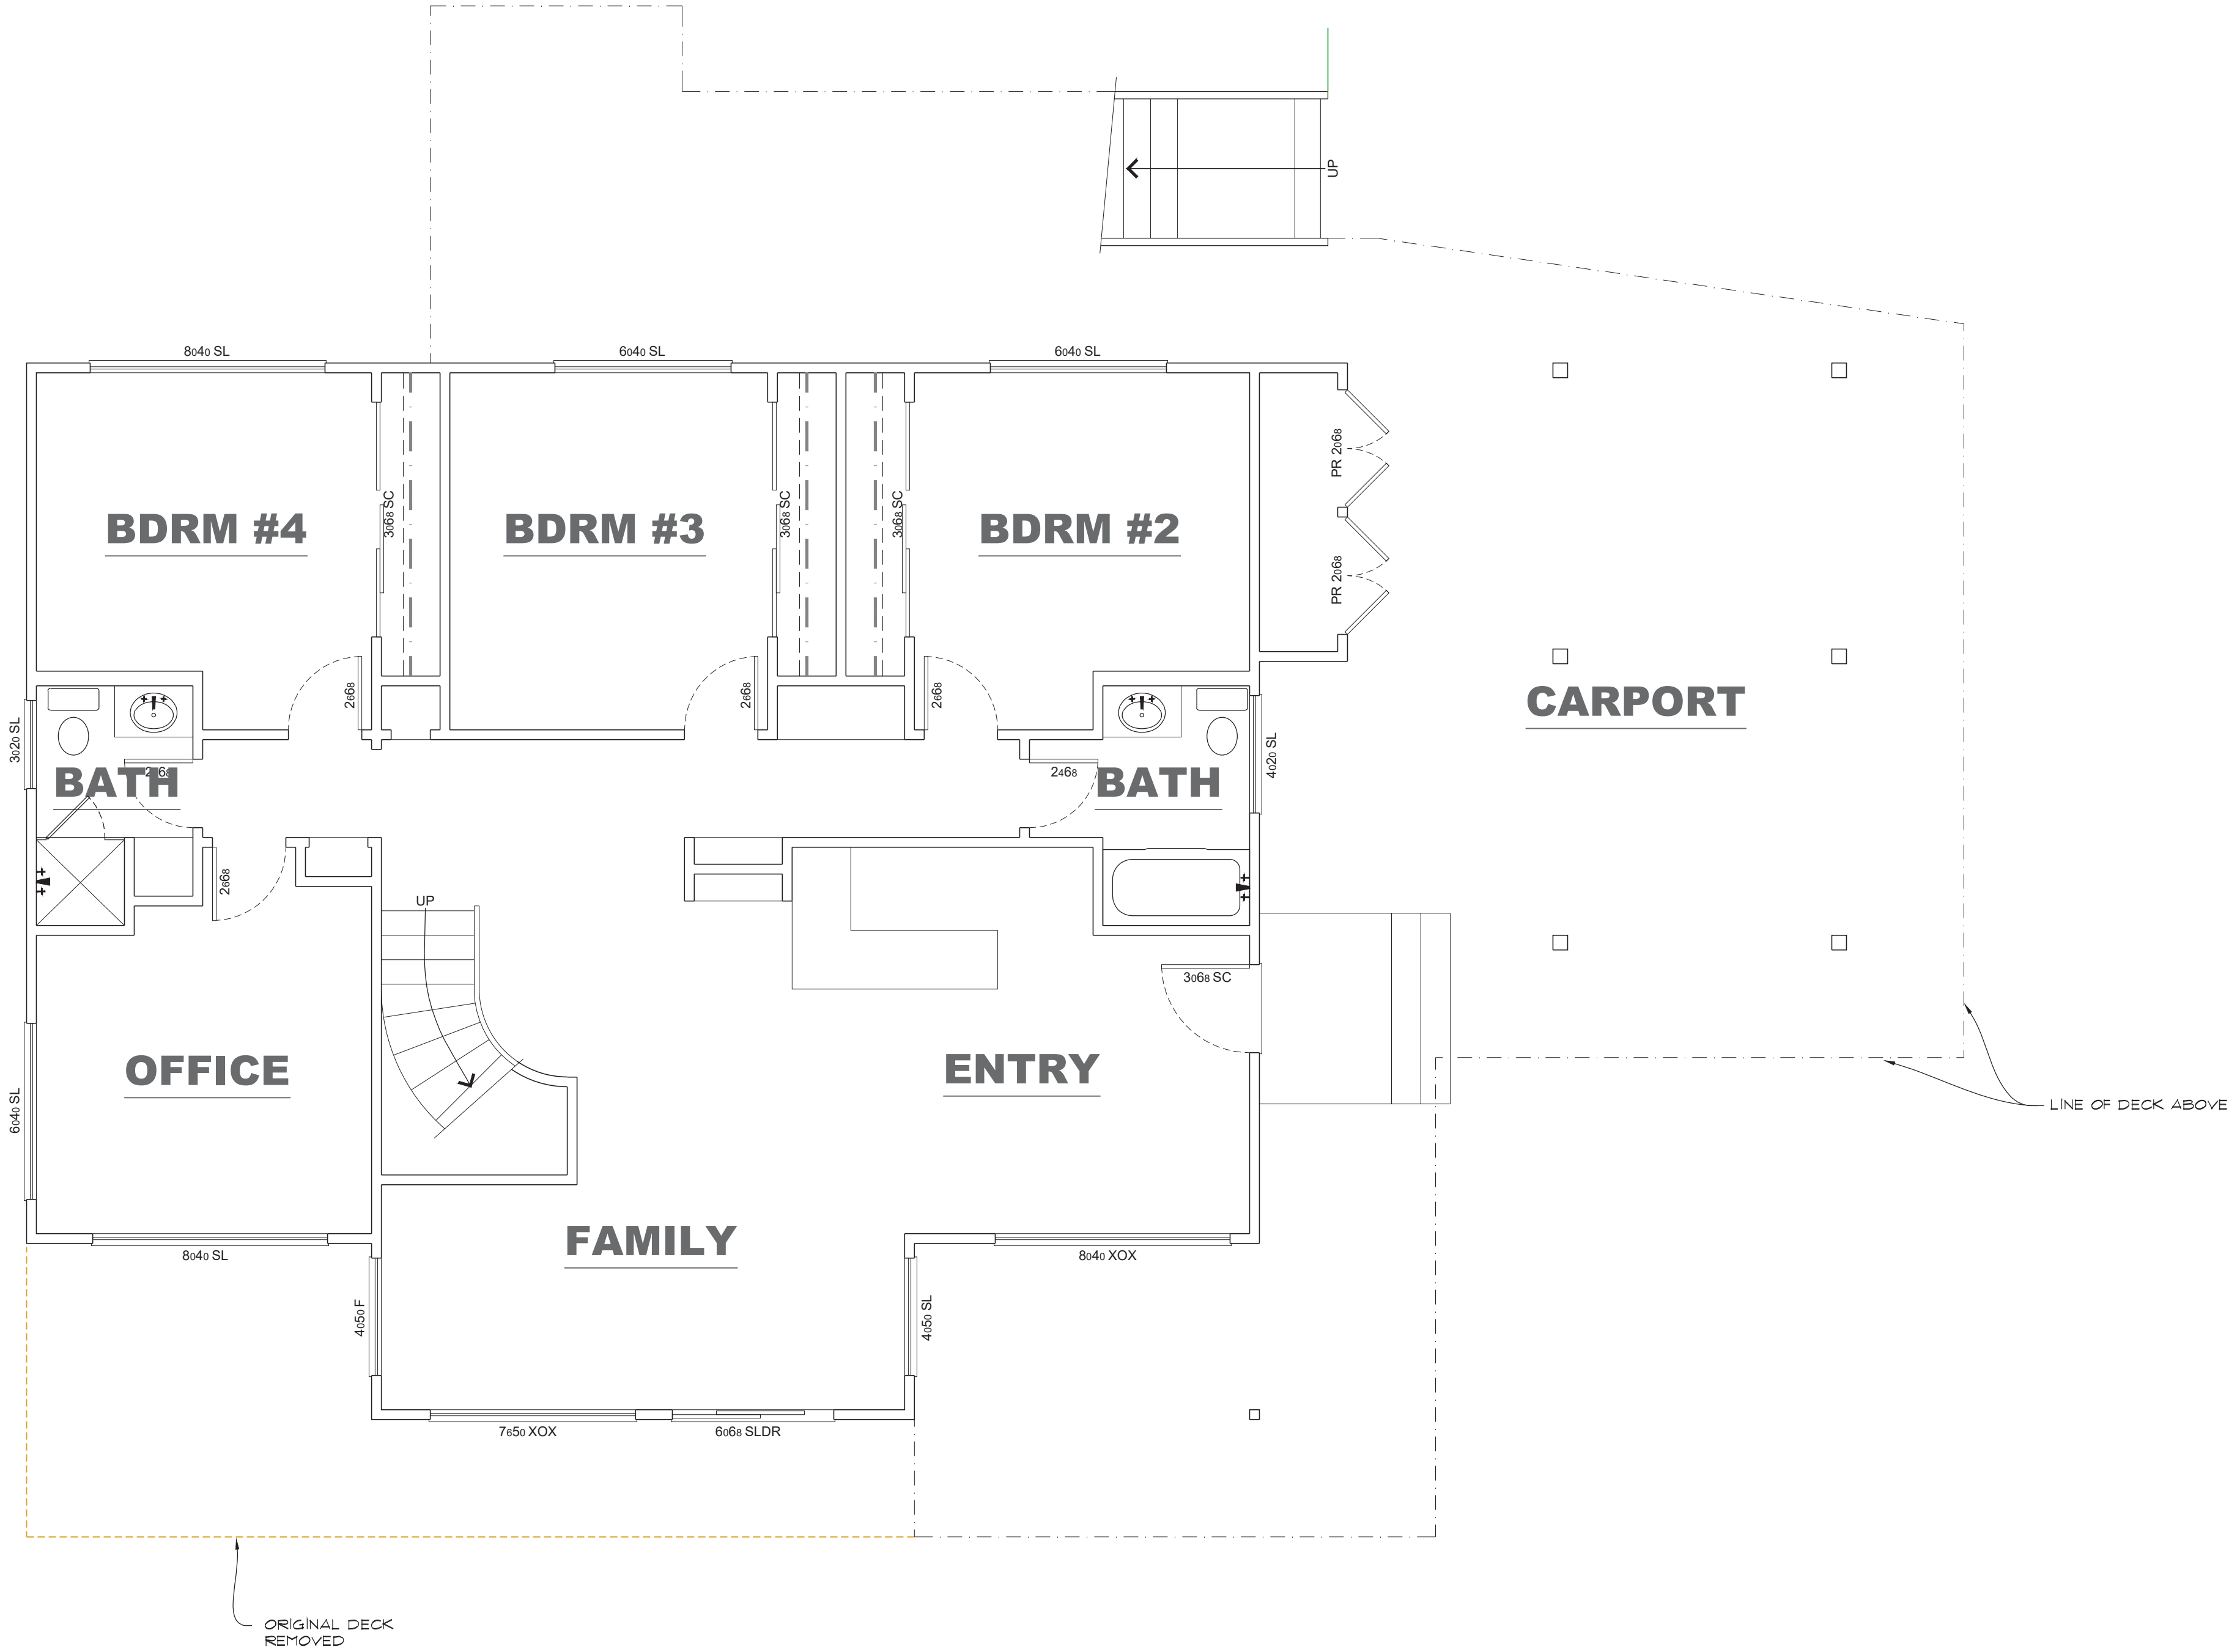 UP
8040 SL
6040 SL
6040 SL
PR 2068
3068 SC
3068 SC
3068 SC
BDRM #4
BDRM #3
BDRM #2
PR 2068
2668
2668
2668
CARPORT
3020 SL
4020 SL
2468
BATH
2468
BATH
2668
UP
3068 SC
OFFICE
ENTRY
6040 SL
LINE OF DECK ABOVE
FAMILY
8040 SL
8040 XOX
4050 F
4050 SL
7650 XOX
6068 SLDR
ORIGINAL DECK
REMOVED